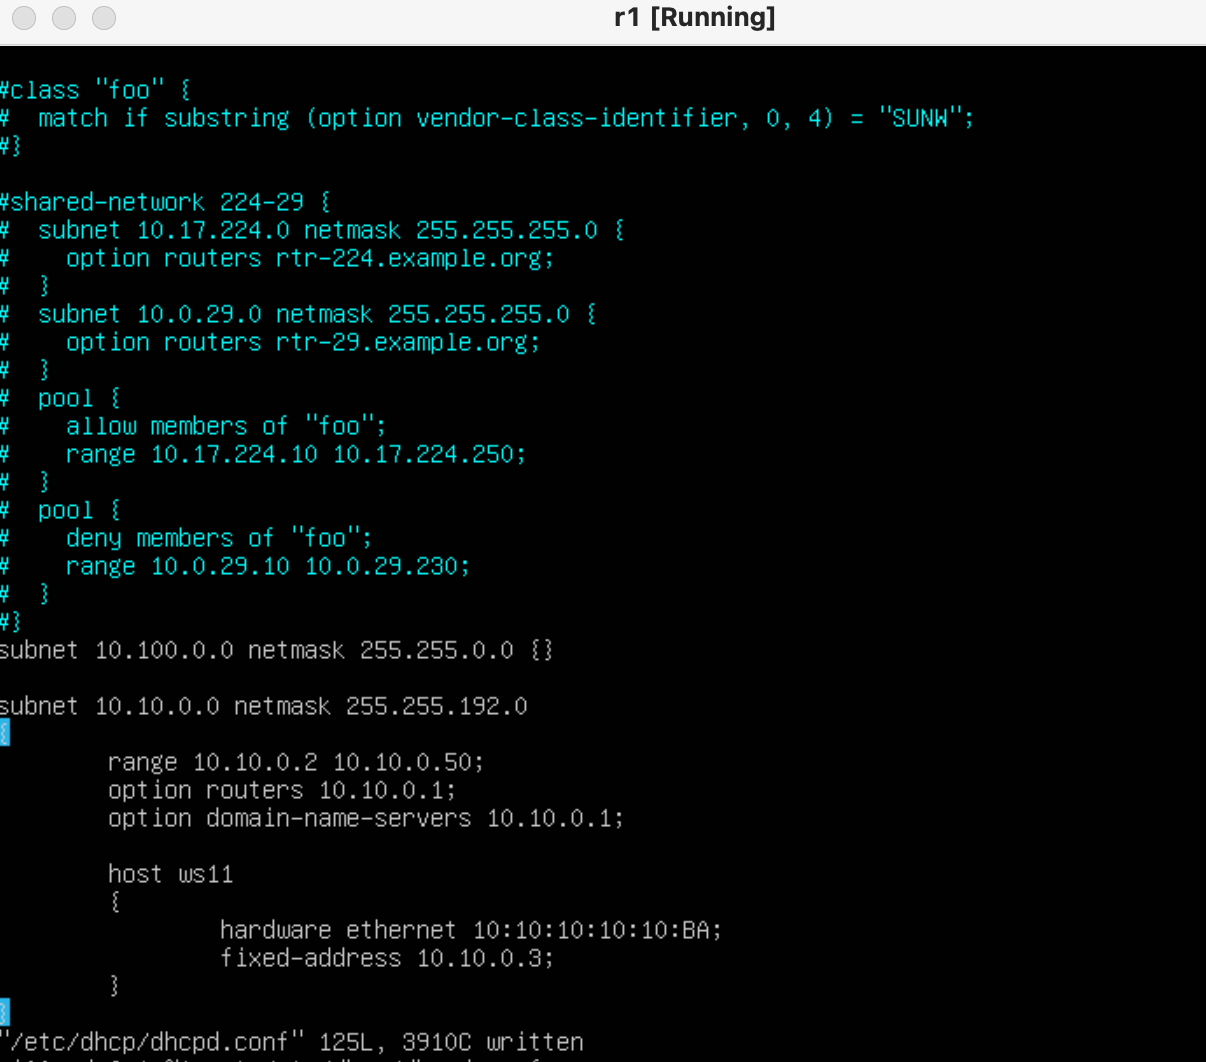 r1 [Running]
#class "foo" {
#  match if substring (option vendor-class-identifier, 0, 4) = "SUNW";
#}
#shared-network 224-29 {
#  subnet 10.17.224.0 netmask 255.255.255.0 {
#    option routers rtr-224.example.org;
#  }
#  subnet 10.0.29.0 netmask 255.255.255.0 {
#    option routers rtr-29.example.org;
#  }
#  pool {
#    allow members of "foo";
#    range 10.17.224.10 10.17.224.250;
#  }
#  pool {
#    deny members of "foo";
#    range 10.0.29.10 10.0.29.230;
#  }
#}
subnet 10.100.0.0 netmask 255.255.0.0 {}
subnet 10.10.0.0 netmask 255.255.192.0
{
        range 10.10.0.2 10.10.0.50;
        option routers 10.10.0.1;
        option domain-name-servers 10.10.0.1;
        host ws11
        {
                hardware ethernet 10:10:10:10:10:BA;
                fixed-address 10.10.0.3;
        }
}
"/etc/dhcp/dhcpd.conf" 125L, 3910C written